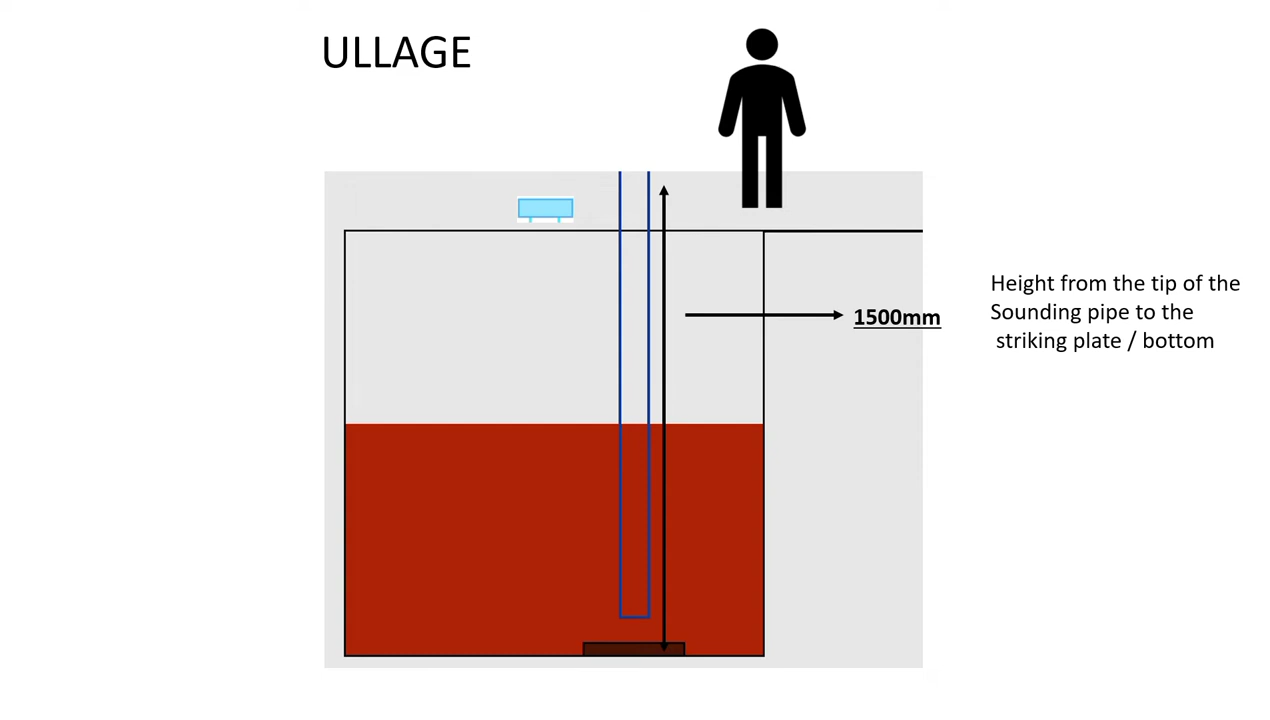 ULLAGE
Height from the tip of the
1500mm
Sounding pipe to the
striking plate / bottom